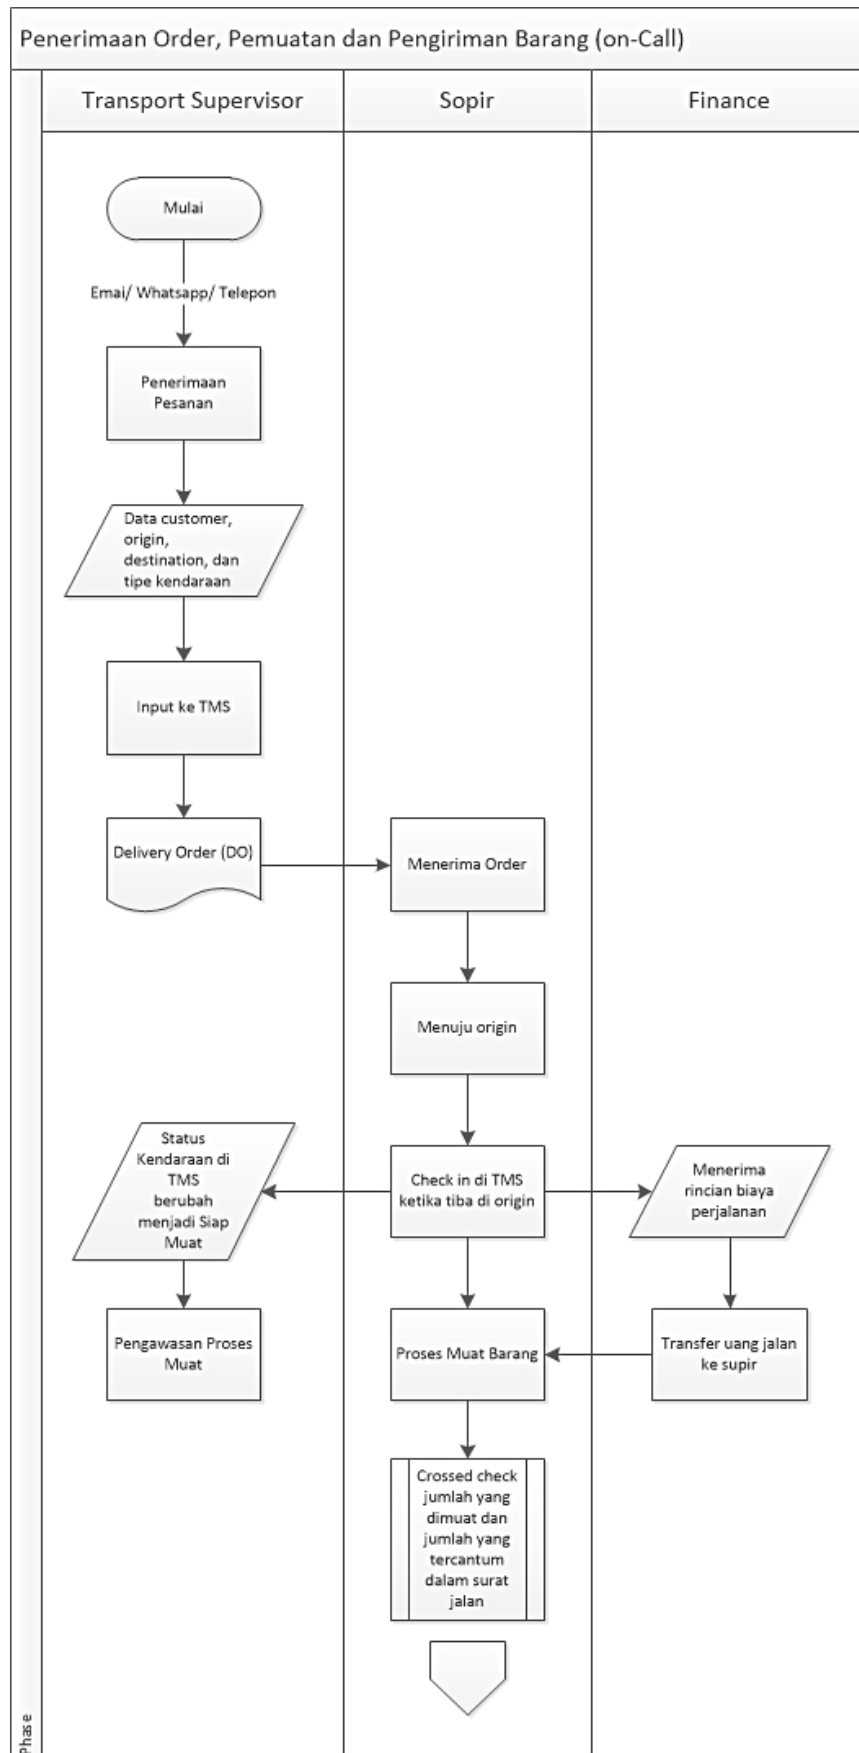 Penerimaan Order, Pemuatan dan Pengiriman Barang (on-Call)
Transport Supervisor
Sopir
Finance
Mulai
Emai/ Whatsapp/ Telepon
Penerimaan
Pesanan
Data customer,
origin,
destination, dan
tipe kendaraan
Input ke TMS
Delivery Order (DO)
Menerima Order
Menuju origin
Status
Kendaraan di
TMS
berubah
menjadi Siap
Muat
Check in di TMS
ketika tiba di origin
Menerima
rincian biaya
perjalanan
Pengawasan Proses
Muat
Proses Muat Barang
Transfer uang jalan
ke supir
Crossed check
jumlah yang
dimuat dan
jumlah yang
tercantum
dalam surat
jalan
Phase